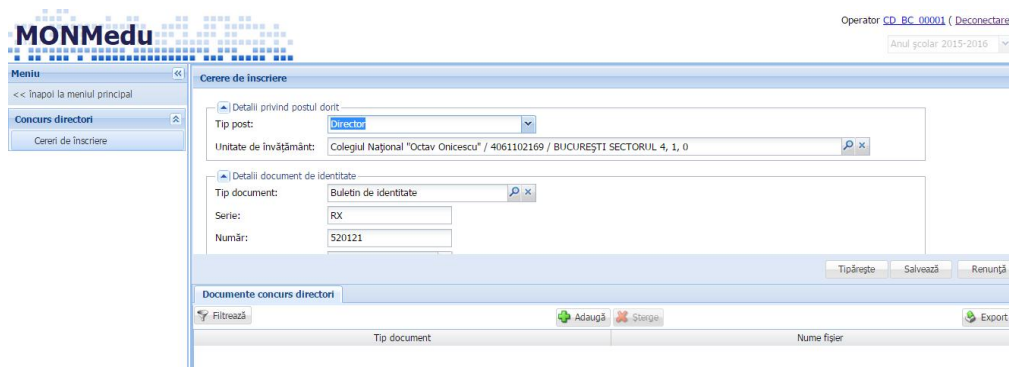 Operator CD_BC_00001 ( Deconectare
MONMedu
Anul școlar 2015-2016
Meniu
Cerere de înscriere
<< înapoi la meniul principal
Detalii privind postul dorit
Concurs directori
Tip post: Director
Cereri de înscriere
Unitate de învățământ: Colegiul Național "Octav Onicescu" / 4061102169 / BUCUREȘTI SECTORUL 4, 1, 0
Detalii document de identitate
Tip document: Buletin de identitate
Serie: RX
Număr: 520121
Tipărește Salvează Renunță
Documente concurs directori
Filtrează Adaugă Șterge Export
Tip document Nume fișier